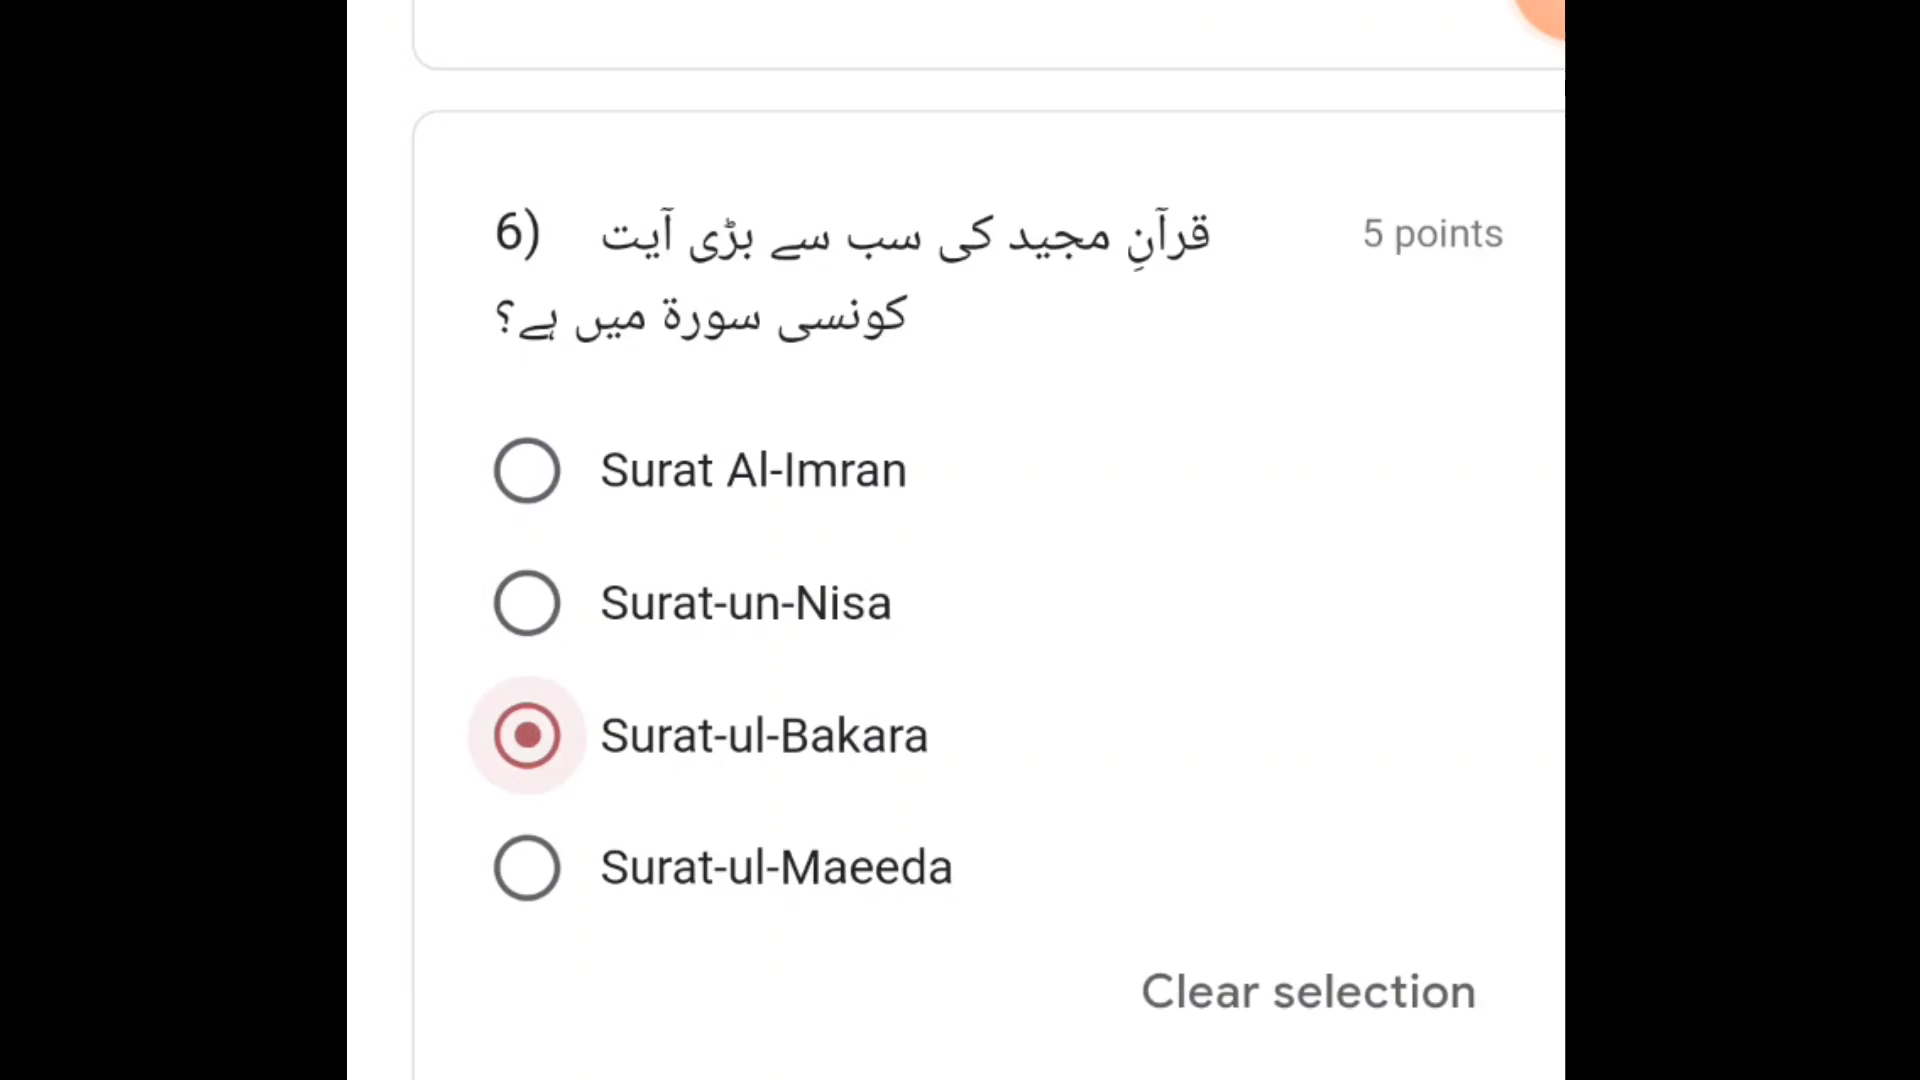 6) قرآنِ مجید کی سب سے بڑی آیت
کونسی سورة میں ہے؟
5 points
Surat Al-Imran
Surat-un-Nisa
Surat-ul-Bakara
Surat-ul-Maeeda
Clear selection